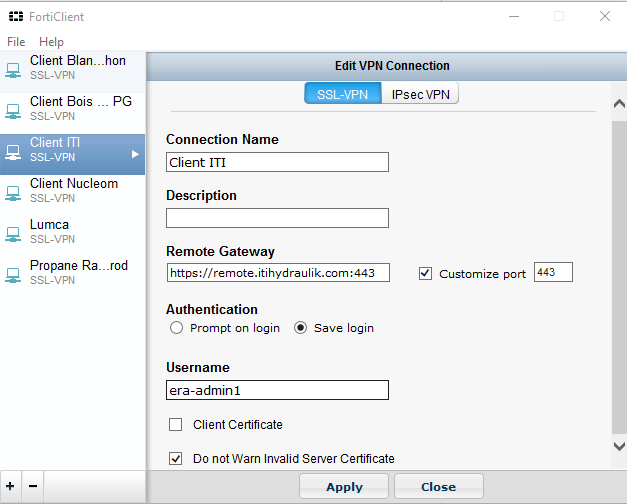 FortiClient
File Help
Client Blan...hon
SSL-VPN
Client Bois ... PG
SSL-VPN
Client ITI
SSL-VPN
Client Nucleom
SSL-VPN
Lumca
SSL-VPN
Propane Ra...rod
SSL-VPN
Edit VPN Connection
SSL-VPN IPsec VPN
Connection Name
Client ITI
Description
Remote Gateway
https://remote.itihydraulik.com:443 Customize port 443
Authentication
Prompt on login Save login
Username
era-admin1
Client Certificate
Do not Warn Invalid Server Certificate
Apply Close